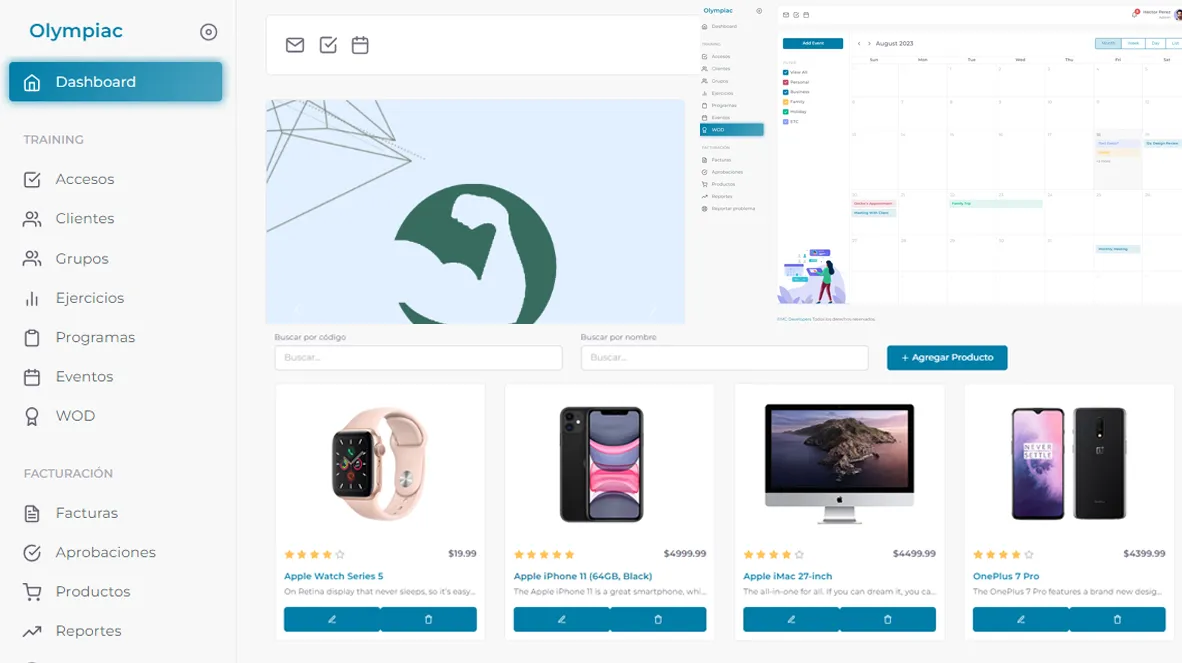 Olympiac
Dashboard
TRAINING
Accesos
Clientes
Grupos
Ejercicios
Programas
Eventos
WOD
FACTURACIÓN
Facturas
Aprobaciones
Productos
Reportes
Olympiac
Dashboard
TRAINING
Accesos
Clientes
Grupos
Ejercicios
Programas
Eventos
WOD
FACTURACIÓN
Facturas
Aprobaciones
Productos
Reportes
Reportar problema
Add Event
August 2023
Month Week Day List
Sun Mon Tue Wed Thu Fri Sat
View All
Personal
Business
Family
Holiday
ETC
Family Trip
Buscar por código
Buscar...
Buscar por nombre
Buscar...
+ Agregar Producto
$19.99
Apple Watch Series 5
On Retina display that never sleeps, so it's easy...
$4999.99
Apple iPhone 11 (64GB, Black)
The Apple iPhone 11 is a great smartphone, whi...
$4499.99
Apple iMac 27-inch
The all-in-one for all. If you can dream it, you ca...
NEVER
SETTLE
$4399.99
OnePlus 7 Pro
The OnePlus 7 Pro features a brand new desig...